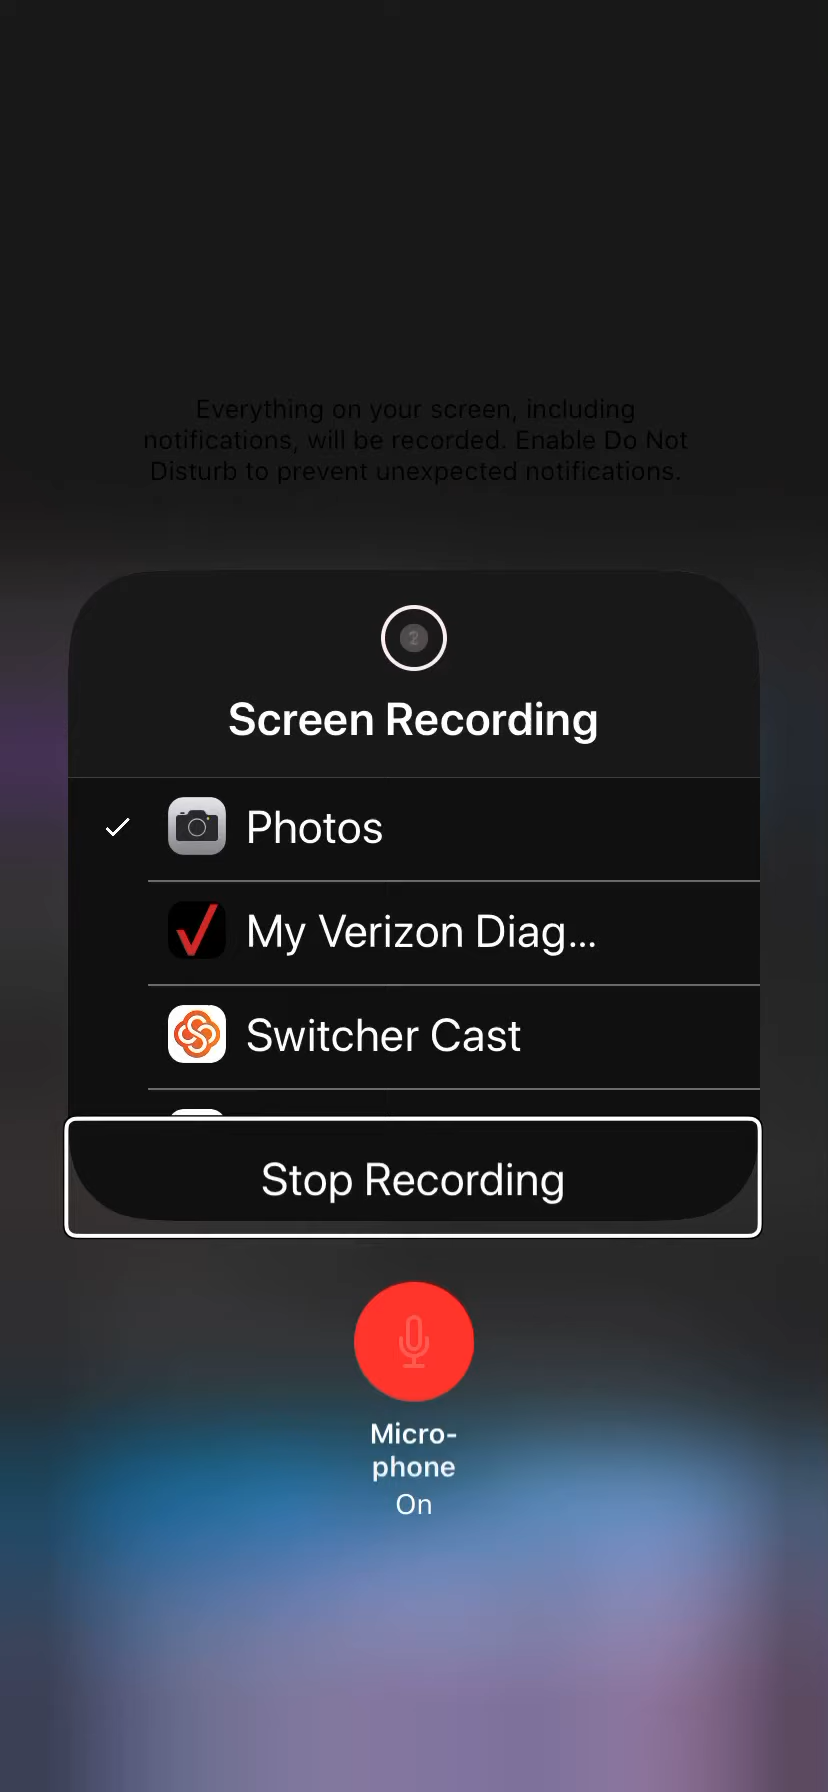 Everything on your screen, including
notifications, will be recorded. Enable Do Not
Disturb to prevent unexpected notifications.
2
Screen Recording
Photos
My Verizon Diag...
Switcher Cast
Stop Recording
Micro-
phone
On